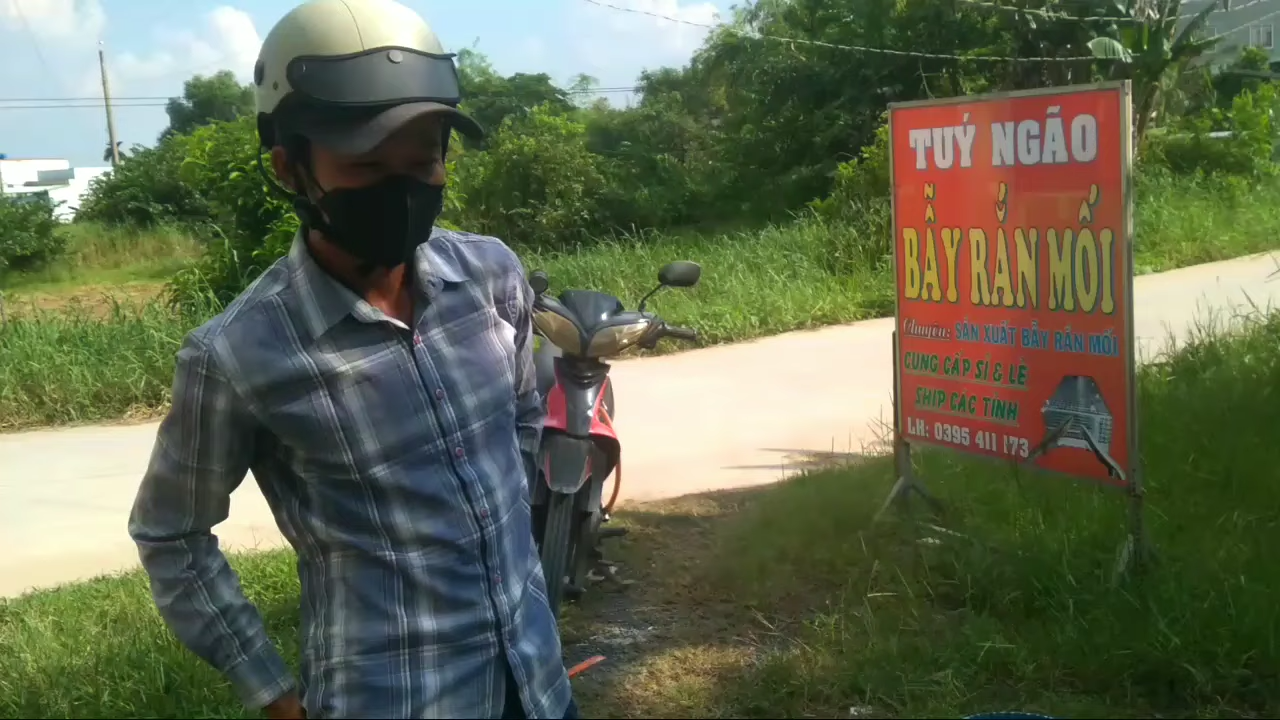 TUÝ NGÃO
BẪY RẮN MỐI
Chuyên: SẢN XUẤT BẪY RẮN MỐI
CUNG CẤP SỈ & LẺ
SHIP CÁC TỈNH
LH: 0395 411 173